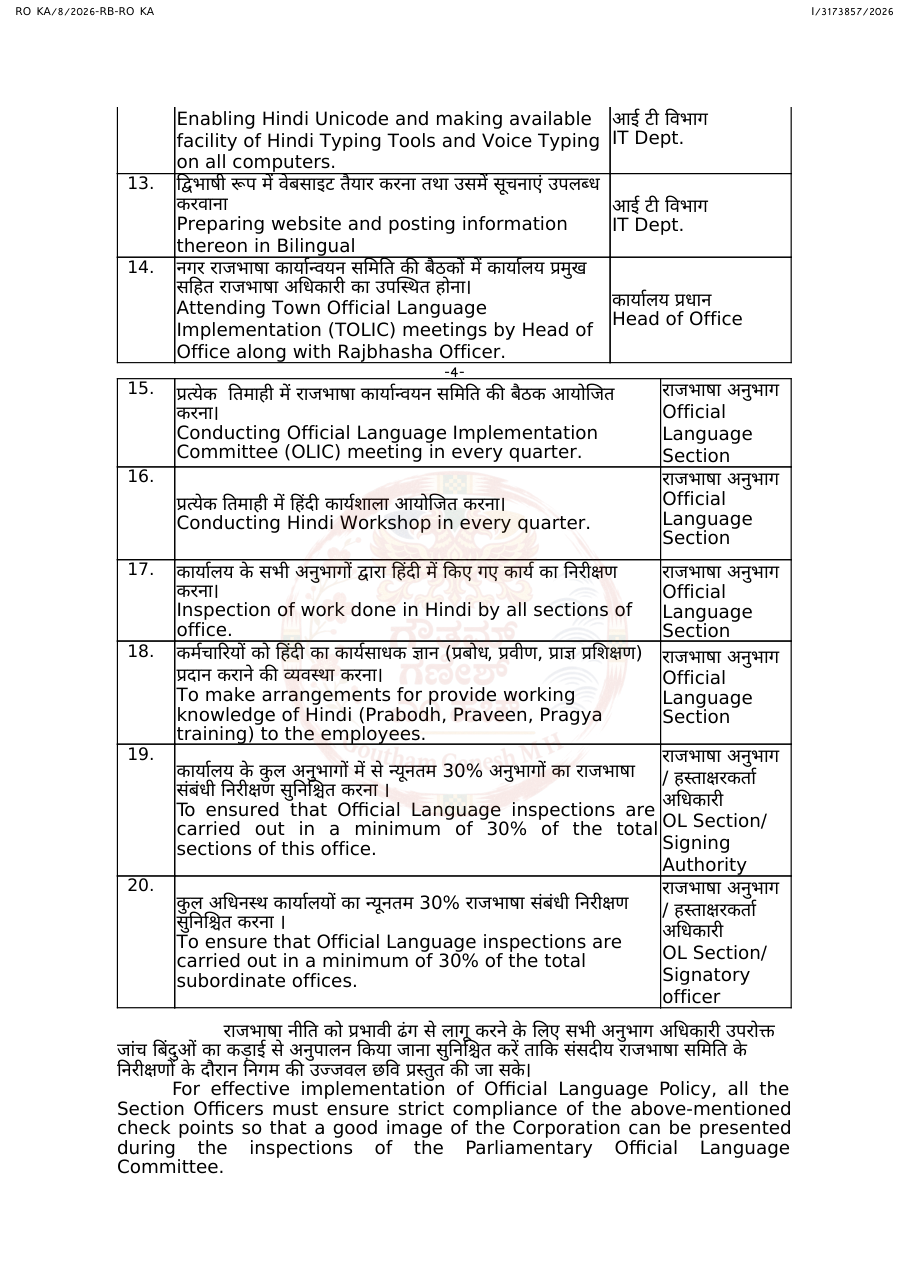 RO KA/8/2026-RB-RO KA
I/3173857/2026
Enabling Hindi Unicode and making available
facility of Hindi Typing Tools and Voice Typing
on all computers.
आई टी विभाग
IT Dept.
13.
द्विभाषी रूप में वेबसाइट तैयार करना तथा उसमें सूचनाएं उपलब्ध
करवाना
Preparing website and posting information
thereon in Bilingual
आई टी विभाग
IT Dept.
14.
नगर राजभाषा कार्यान्वयन समिति की बैठकों में कार्यालय प्रमुख
सहित राजभाषा अधिकारी का उपस्थित होना।
Attending Town Official Language
Implementation (TOLIC) meetings by Head of
Office along with Rajbhasha Officer.
कार्यालय प्रधान
Head of Office
-4-
15.
प्रत्येक तिमाही में राजभाषा कार्यान्वयन समिति की बैठक आयोजित
करना।
Conducting Official Language Implementation
Committee (OLIC) meeting in every quarter.
राजभाषा अनुभाग
Official
Language
Section
16.
प्रत्येक तिमाही में हिंदी कार्यशाला आयोजित करना।
Conducting Hindi Workshop in every quarter.
राजभाषा अनुभाग
Official
Language
Section
17.
कार्यालय के सभी अनुभागों द्वारा हिंदी में किए गए कार्य का निरीक्षण
करना।
Inspection of work done in Hindi by all sections of
office.
राजभाषा अनुभाग
Official
Language
Section
18.
कर्मचारियों को हिंदी का कार्यसाधक ज्ञान (प्रबोध, प्रवीण, प्राज्ञ प्रशिक्षण)
प्रदान कराने की व्यवस्था करना।
To make arrangements for provide working
knowledge of Hindi (Prabodh, Praveen, Pragya
training) to the employees.
राजभाषा अनुभाग
Official
Language
Section
19.
कार्यालय के कुल अनुभागों में से न्यूनतम 30% अनुभागों का राजभाषा
संबंधी निरीक्षण सुनिश्चित करना ।
To ensured that Official Language inspections are
carried out in a minimum of 30% of the total
sections of this office.
राजभाषा अनुभाग
/ हस्ताक्षरकर्ता
अधिकारी
OL Section/
Signing
Authority
20.
कुल अधिनस्थ कार्यालयों का न्यूनतम 30% राजभाषा संबंधी निरीक्षण
सुनिश्चित करना ।
To ensure that Official Language inspections are
carried out in a minimum of 30% of the total
subordinate offices.
राजभाषा अनुभाग
/ हस्ताक्षरकर्ता
अधिकारी
OL Section/
Signatory
officer
राजभाषा नीति को प्रभावी ढंग से लागू करने के लिए सभी अनुभाग अधिकारी उपरोक्त
जांच बिंदुओं का कड़ाई से अनुपालन किया जाना सुनिश्चित करें ताकि संसदीय राजभाषा समिति के
निरीक्षणों के दौरान निगम की उज्जवल छवि प्रस्तुत की जा सके।
For effective implementation of Official Language Policy, all the
Section Officers must ensure strict compliance of the above-mentioned
check points so that a good image of the Corporation can be presented
during the inspections of the Parliamentary Official Language
Committee.
ಗೌತಮ್
ಗಣೇಶ್
Goutham Ganesh M H